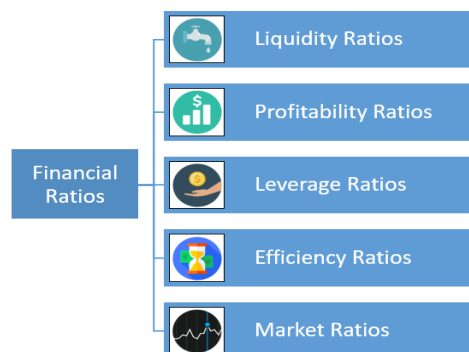 Financial
Ratios
Liquidity Ratios
Profitability Ratios
Leverage Ratios
Efficiency Ratios
Market Ratios